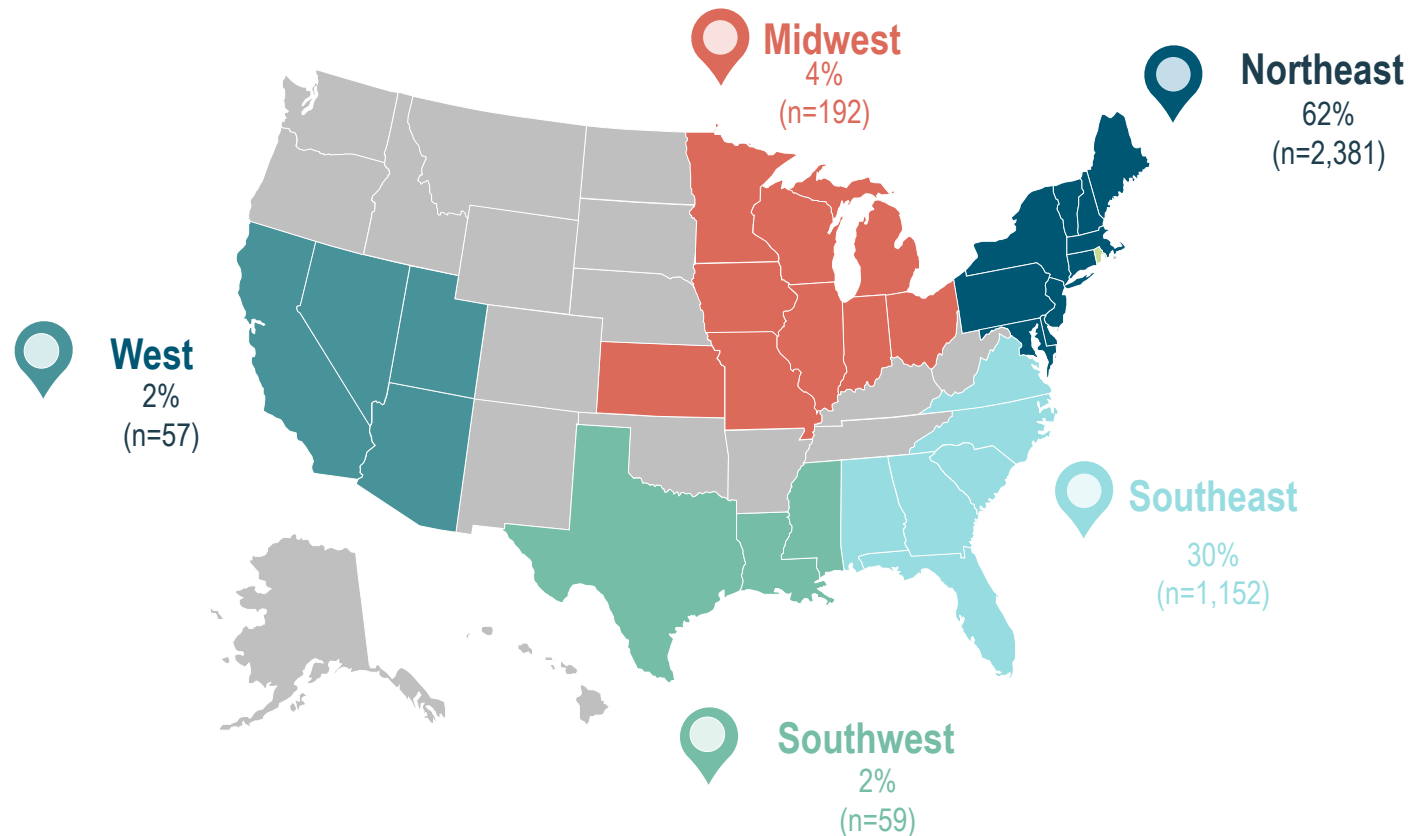 Midwest
4%
(n=192)
Northeast
62%
(n=2,381)
West
2%
(n=57)
Southeast
30%
(n=1,152)
Southwest
2%
(n=59)